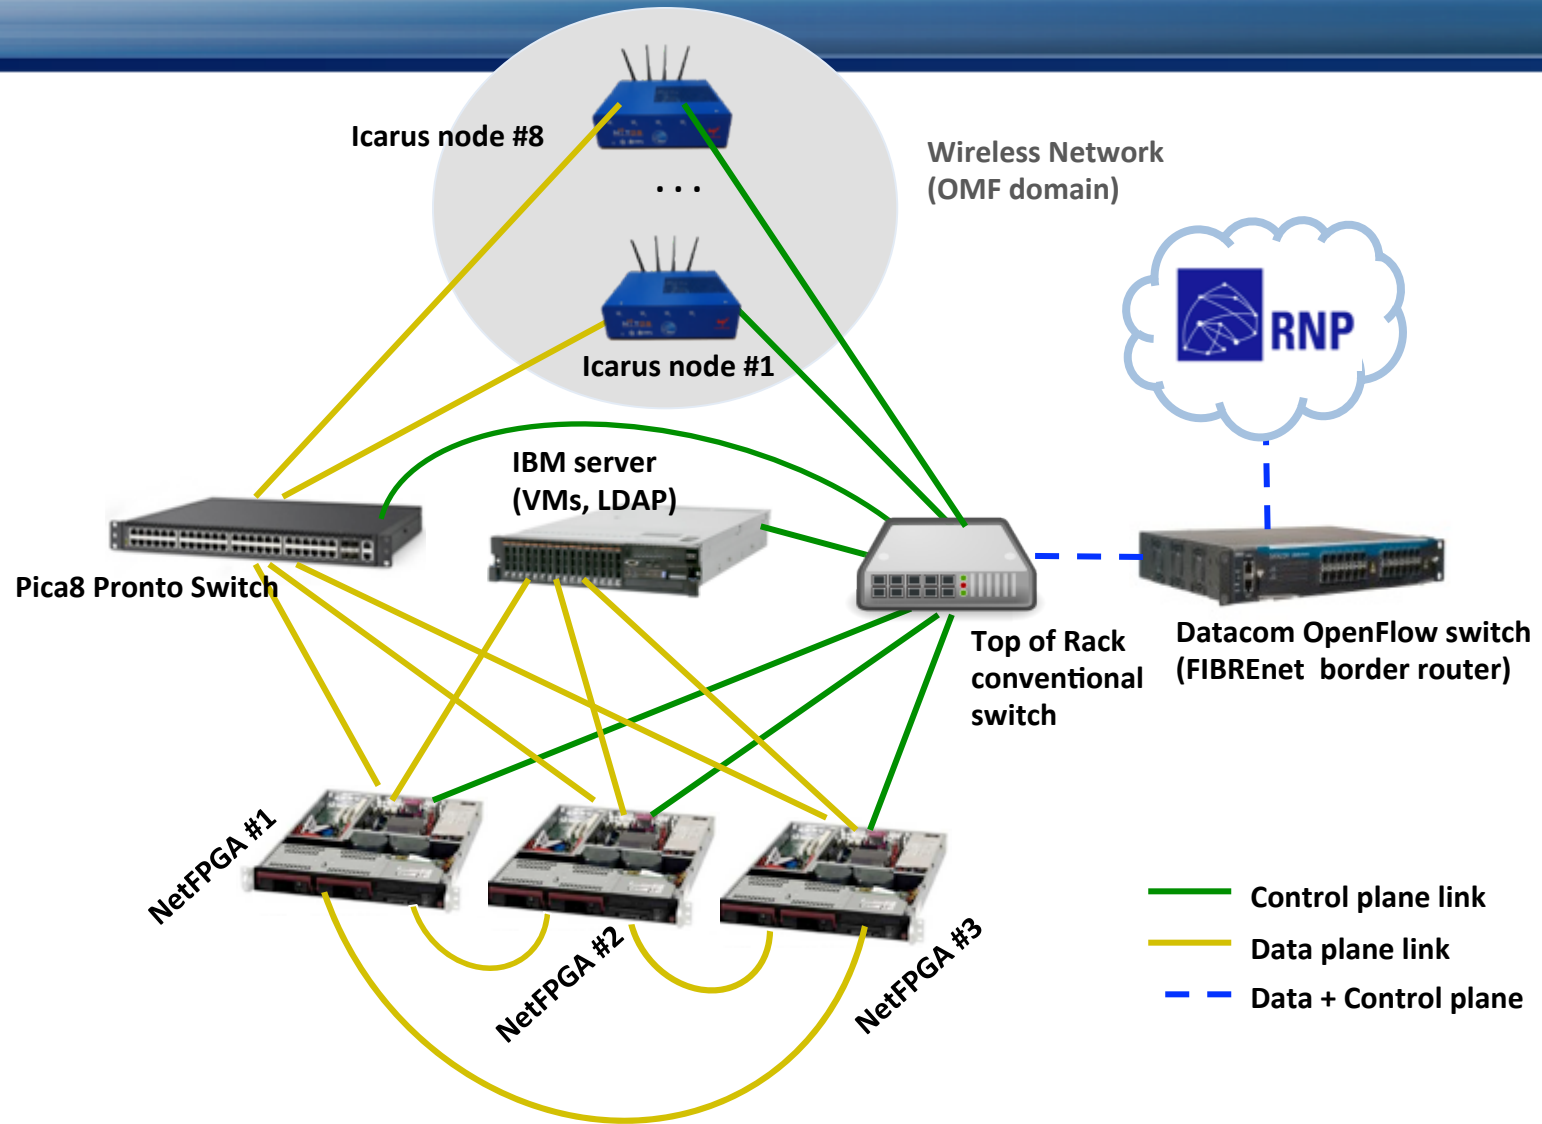 Icarus node #8
Wireless Network
(OMF domain)
. . .
RNP
Icarus node #1
IBM server
(VMs, LDAP)
Pica8 Pronto Switch
Top of Rack
conventional
switch
Datacom OpenFlow switch
(FIBREnet border router)
NetFPGA #1
NetFPGA #2
NetFPGA #3
Control plane link
Data plane link
Data + Control plane